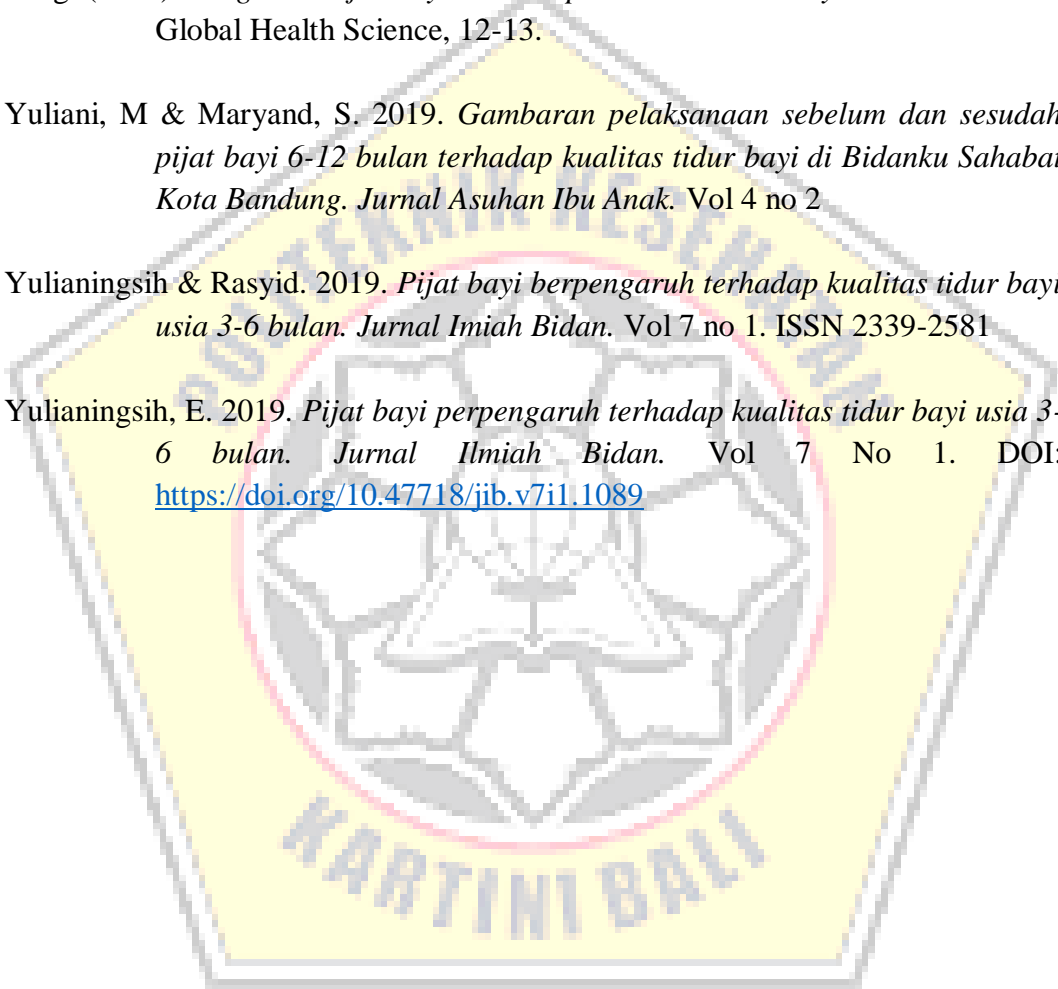 Global Health Science, 12-13.
Yuliani, M & Maryand, S. 2019. Gambaran pelaksanaan sebelum dan sesudah
pijat bayi 6-12 bulan terhadap kualitas tidur bayi di Bidanku Sahabat
Kota Bandung. Jurnal Asuhan Ibu Anak. Vol 4 no 2
Yulianingsih & Rasyid. 2019. Pijat bayi berpengaruh terhadap kualitas tidur bayi
usia 3-6 bulan. Jurnal Imiah Bidan. Vol 7 no 1. ISSN 2339-2581
Yulianingsih, E. 2019. Pijat bayi perpengaruh terhadap kualitas tidur bayi usia 3-
6 bulan. Jurnal Ilmiah Bidan. Vol 7 No 1. DOI:
https://doi.org/10.47718/jib.v7i1.1089
POLITEKNIK KESEHATAN
KARTINI BALI